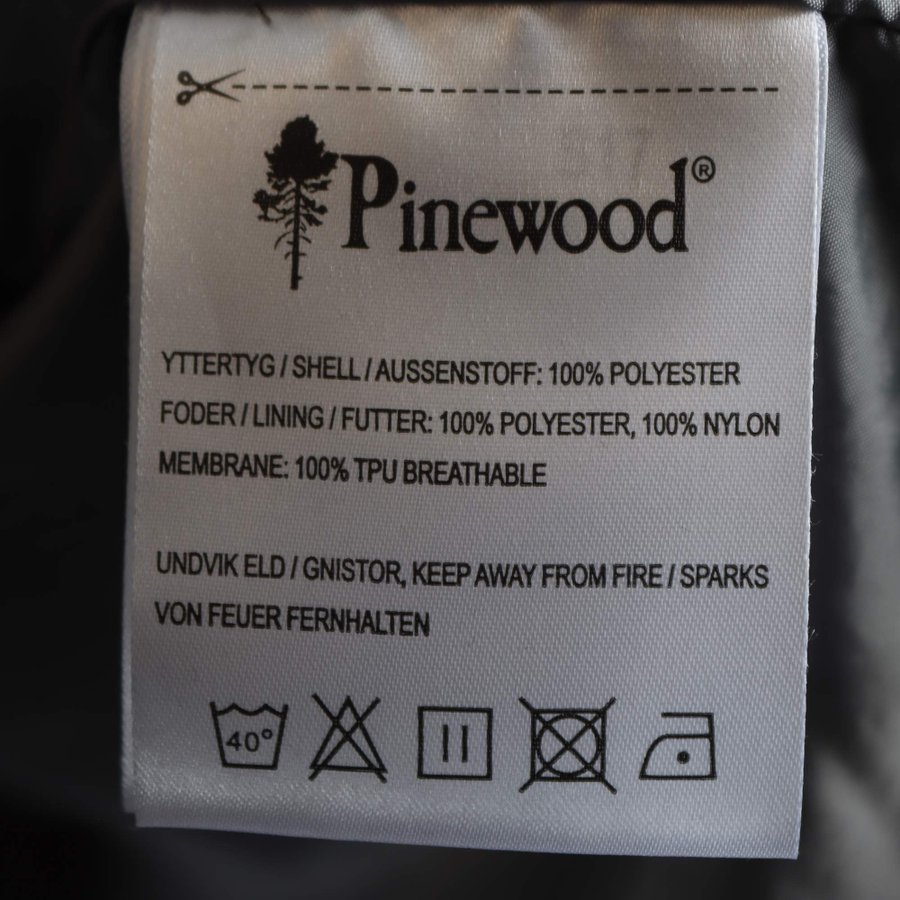 Pinewood®
YTTERTYG / SHELL / AUSSENSTOFF: 100% POLYESTER
FODER / LINING / FUTTER: 100% POLYESTER, 100% NYLON
MEMBRANE: 100% TPU BREATHABLE
UNDVIK ELD / GNISTOR, KEEP AWAY FROM FIRE / SPARKS
VON FEUER FERNHALTEN
40°